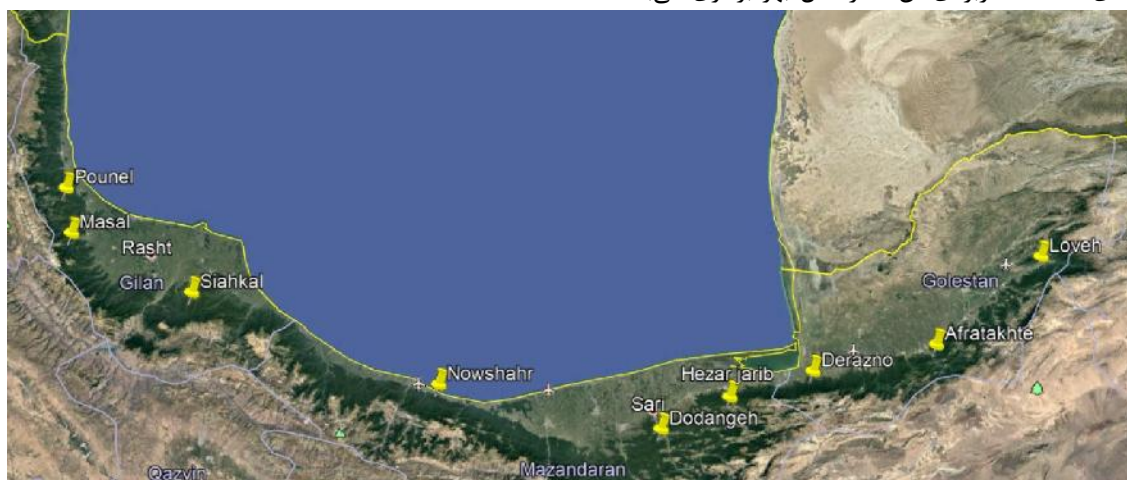 Pounel
Masal
Rasht
Gilan
Siahkal
Nowshahr
Hezar jarib
Sari
Dodangeh
Derazno
Afratakhte
Loveh
Golestan
Mazandaran
Qazvin